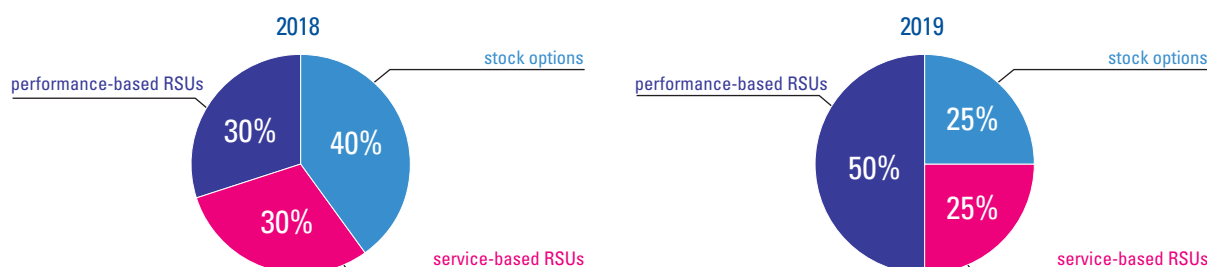 2018
stock options
performance-based RSUs
30%
40%
30%
service-based RSUs
2019
stock options
performance-based RSUs
25%
50%
25%
service-based RSUs